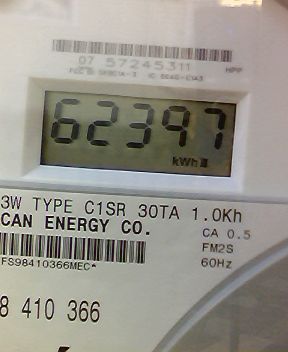 07 57245311
HPP
62397
kWh
3W TYPE C1SR 30TA 1.0Kh
CAN ENERGY CO.
CA 0.5
FM2S
60Hz
FS98410366MEC*
8 410 366